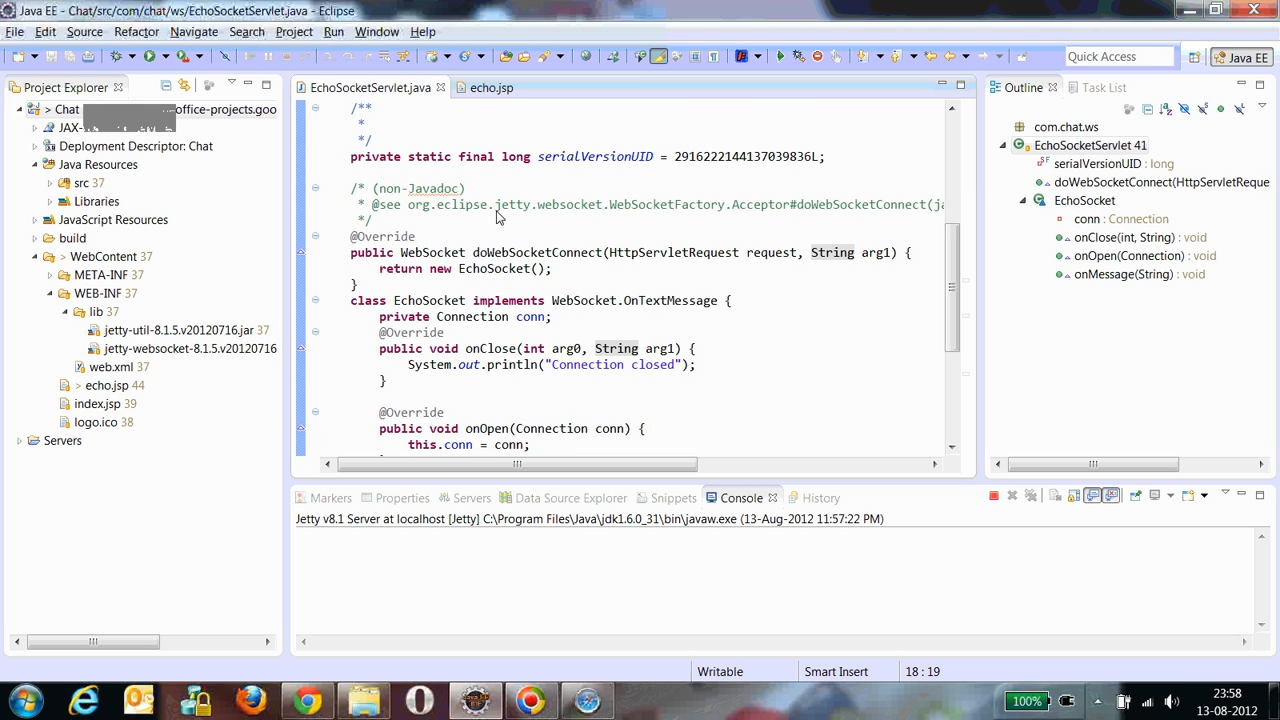 Java EE - Chat/src/com/chat/ws/EchoSocketServlet.java - Eclipse
File Edit Source Refactor Navigate Search Project Run Window Help
Quick Access
Java EE
Project Explorer
> Chat
office-projects.goo
JAX-
Deployment Descriptor: Chat
Java Resources
src 37
Libraries
JavaScript Resources
build
> WebContent 37
META-INF 37
WEB-INF 37
lib 37
jetty-util-8.1.5.v20120716.jar 37
jetty-websocket-8.1.5.v20120716
web.xml 37
> echo.jsp 44
index.jsp 39
logo.ico 38
Servers
EchoSocketServlet.java
echo.jsp
/**
*
*/
private static final long serialVersionUID = 2916222144137039836L;
/* (non-Javadoc)
* @see org.eclipse.jetty.websocket.WebSocketFactory.Acceptor#doWebSocketConnect(ja
*/
@Override
public WebSocket doWebSocketConnect(HttpServletRequest request, String arg1) {
return new EchoSocket();
}
class EchoSocket implements WebSocket.OnTextMessage {
private Connection conn;
@Override
public void onClose(int arg0, String arg1) {
System.out.println("Connection closed");
}
@Override
public void onOpen(Connection conn) {
this.conn = conn;
Outline
Task List
com.chat.ws
EchoSocketServlet 41
serialVersionUID : long
doWebSocketConnect(HttpServletReque
EchoSocket
conn : Connection
onClose(int, String) : void
onOpen(Connection) : void
onMessage(String) : void
Markers Properties Servers Data Source Explorer Snippets Console History
Jetty v8.1 Server at localhost [Jetty] C:\Program Files\Java\jdk1.6.0_31\bin\javaw.exe (13-Aug-2012 11:57:22 PM)
Writable
Smart Insert
18 : 19
100%
23:58
13-08-2012